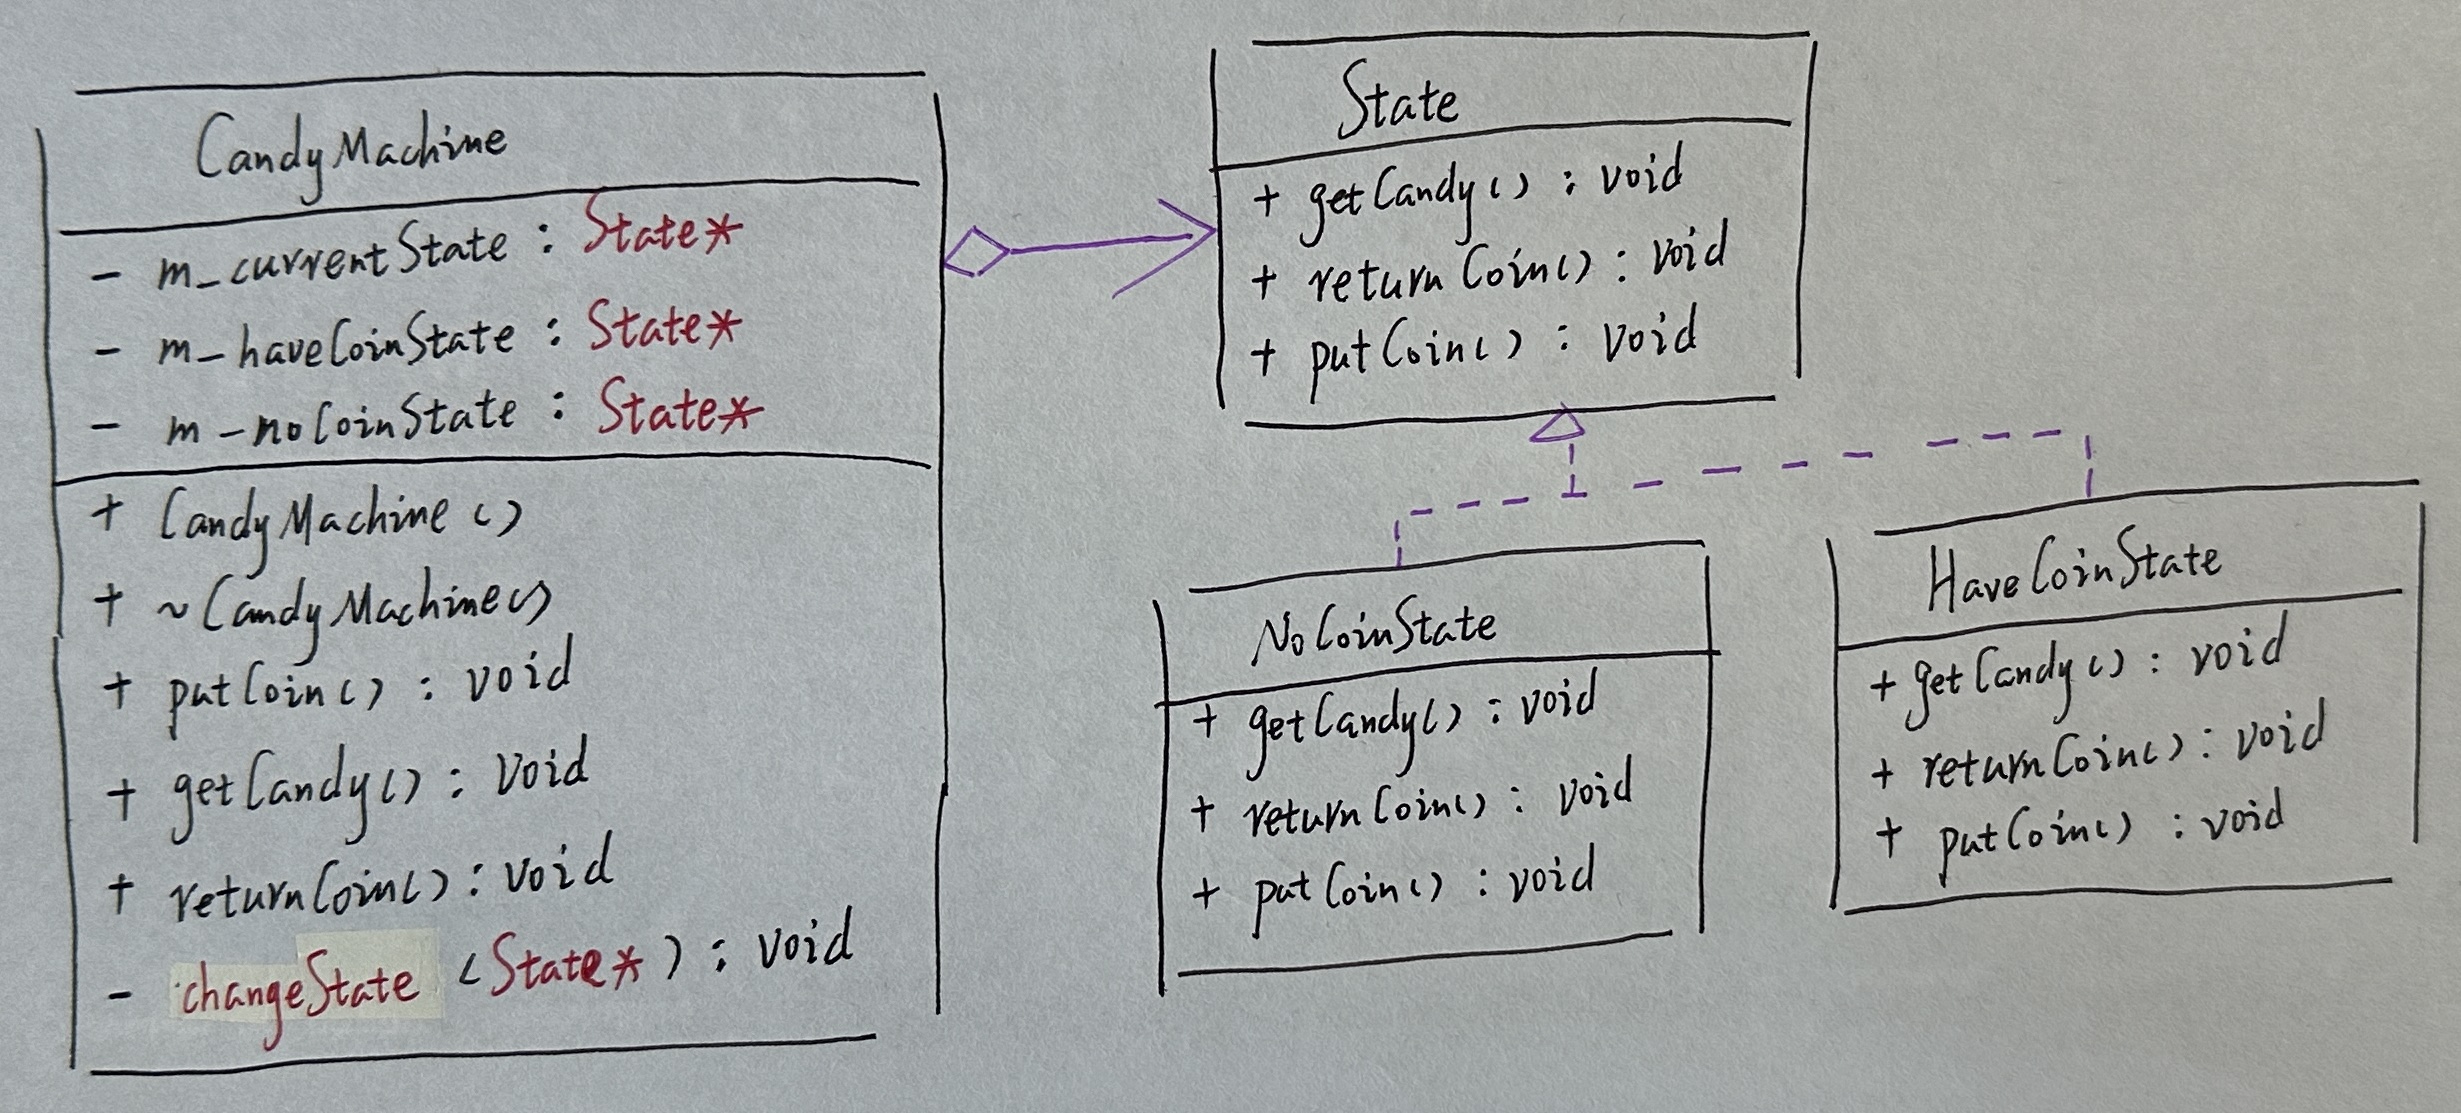 CandyMachine
- m_currentState : State*
- m_haveCoinState : State*
- m_noCoinState : State*
+ CandyMachine()
+ ~CandyMachine()
+ putCoin() : void
+ getCandy() : void
+ returnCoin() : void
- changeState (State*) : void
State
+ getCandy() : void
+ returnCoin() : void
+ putCoin() : void
NoCoinState
+ getCandy() : void
+ returnCoin() : void
+ putCoin() : void
HaveCoinState
+ getCandy() : void
+ returnCoin() : void
+ putCoin() : void